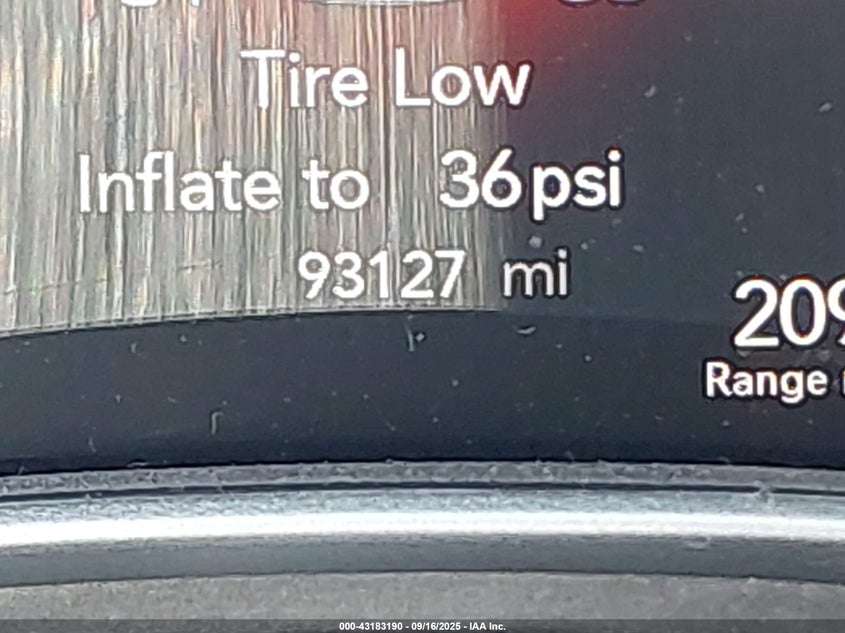 Tire Low
Inflate to 36psi
93127 mi
209
Range
000-43183190 - 09/16/2025 - IAA Inc.